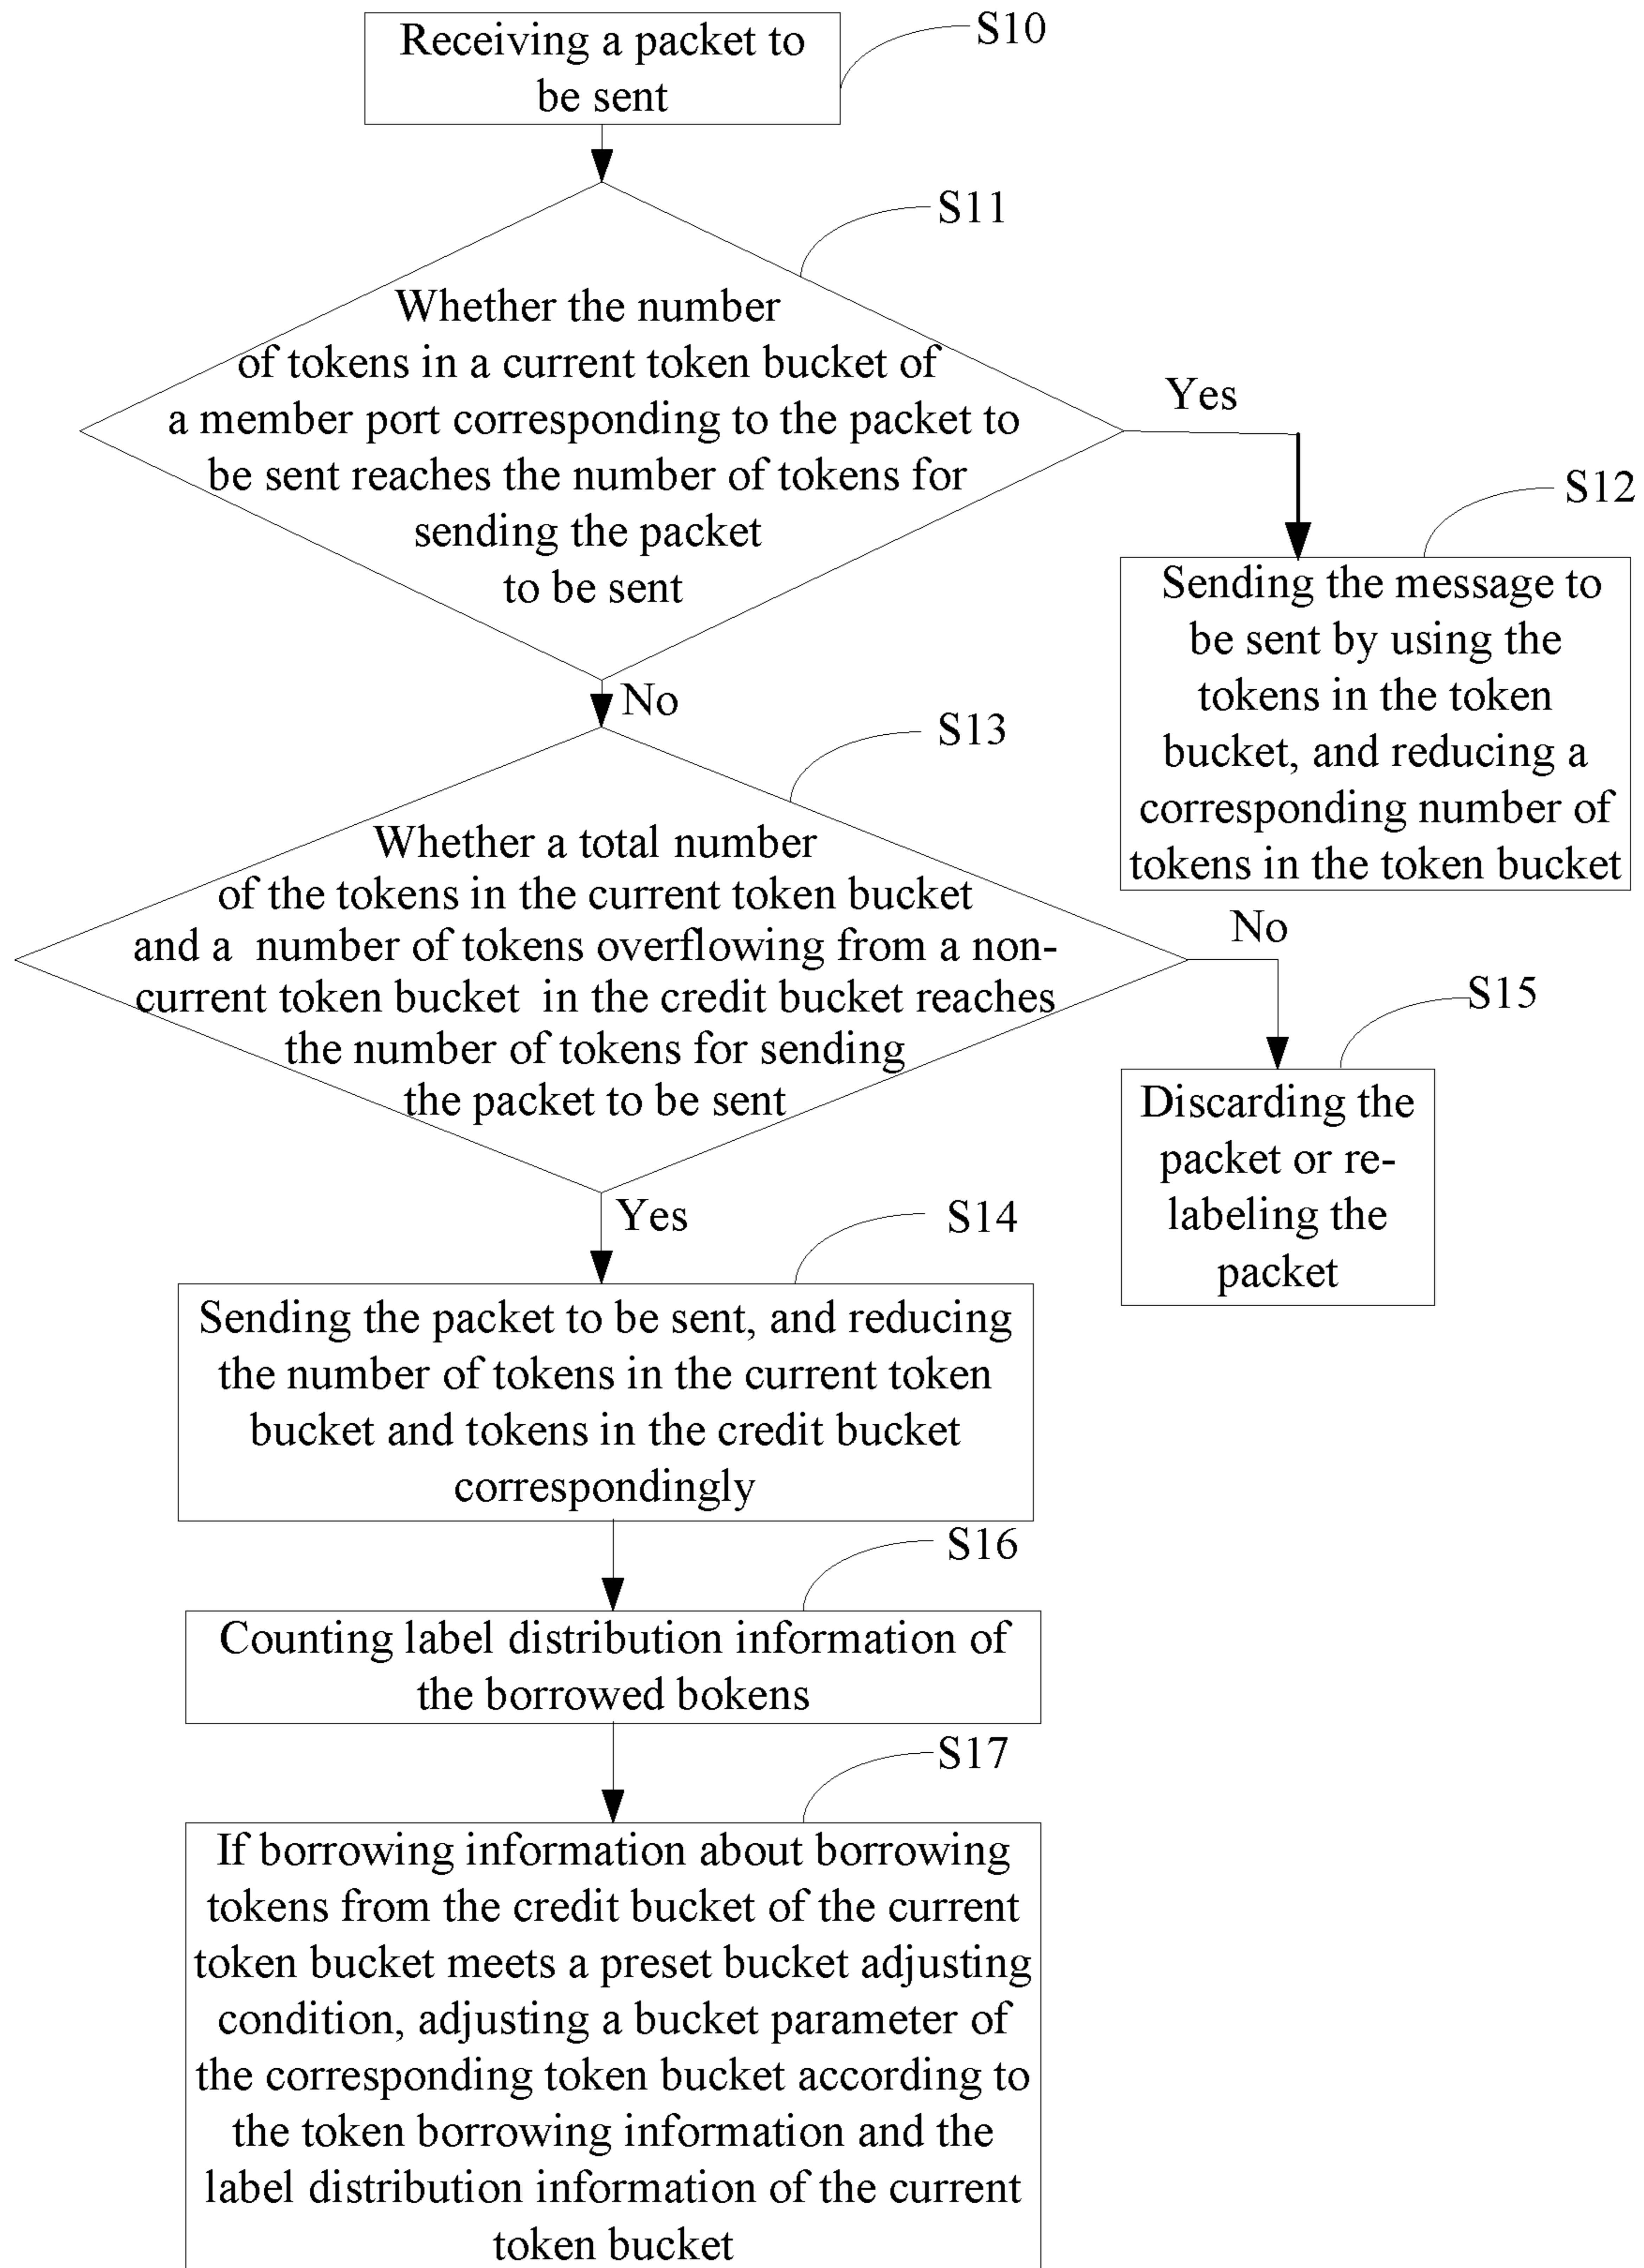 Receiving a packet to
be sent
S10
S11
Whether the number
of tokens in a current token bucket of
a member port corresponding to the packet to
be sent reaches the number of tokens for
sending the packet
to be sent
Yes
S12
Sending the message to
be sent by using the
tokens in the token
bucket, and reducing a
corresponding number of
tokens in the token bucket
No
S13
Whether a total number
of the tokens in the current token bucket
and a number of tokens overflowing from a non-
current token bucket in the credit bucket reaches
the number of tokens for sending
the packet to be sent
No
S15
Discarding the
packet or re-
labeling the
packet
Yes
S14
Sending the packet to be sent, and reducing
the number of tokens in the current token
bucket and tokens in the credit bucket
correspondingly
S16
Counting label distribution information of
the borrowed bokens
S17
If borrowing information about borrowing
tokens from the credit bucket of the current
token bucket meets a preset bucket adjusting
condition, adjusting a bucket parameter of
the corresponding token bucket according to
the token borrowing information and the
label distribution information of the current
token bucket